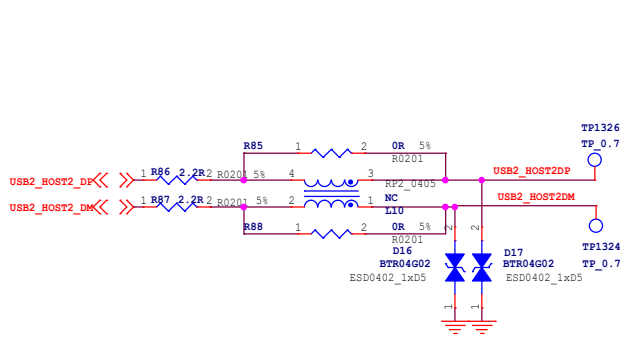 TP1326
R85 1 2 0R 5% TP_0.7
R0201
USB2_HOST2_DP 1 R86 2.2R 2 R0201 5% 4 3 USB2_HOST2DP
RP2_0405
USB2_HOST2_DM 1 R87 2.2R 2 R0201 5% 2 1 NC USB2_HOST2DM
L10
R88 1 2 0R 5%
R0201
2 2
D16 D17 TP1324
BTR04G02 BTR04G02 TP_0.7
ESD0402_1xD5 ESD0402_1xD5
1 1